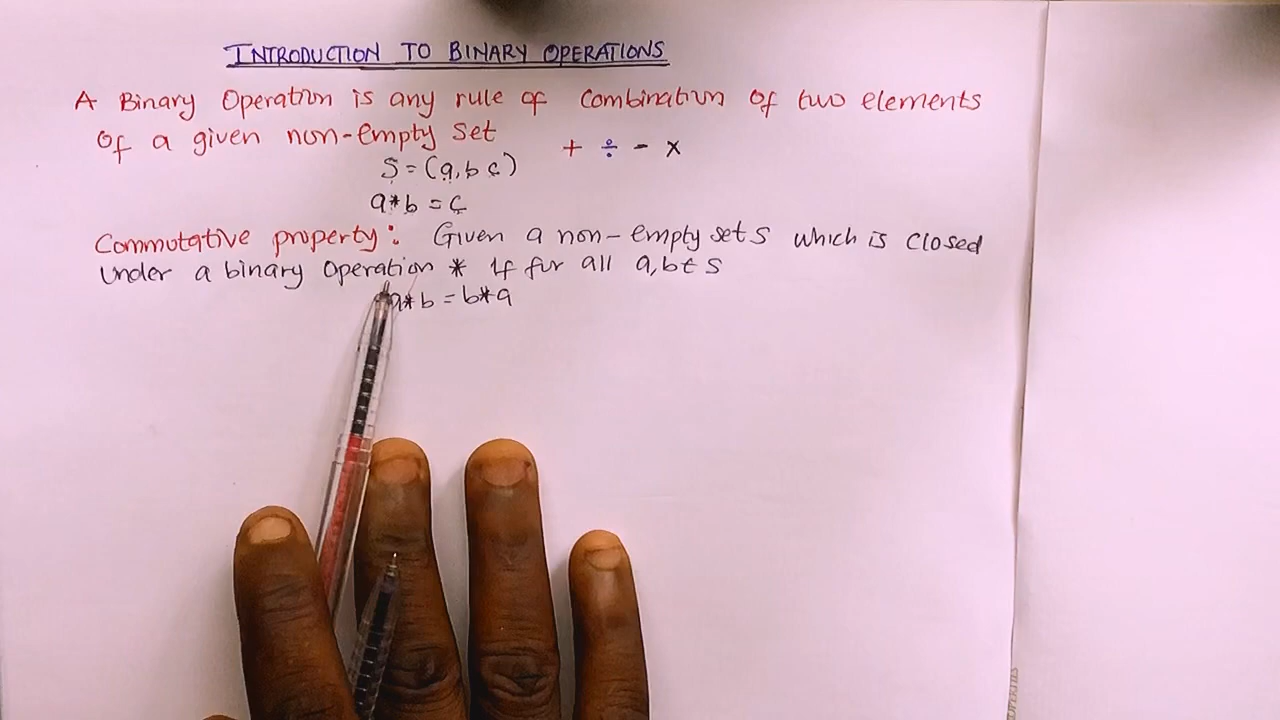 INTRODUCTION TO BINARY OPERATIONS
A Binary Operation is any rule of combination of two elements
of a given non-empty set
+ ÷ - x
S = (a, b c)
a*b = c
Commutative property: Given a non-empty set S which is closed
under a binary operation * if for all a, b ∈ S
a*b = b*a